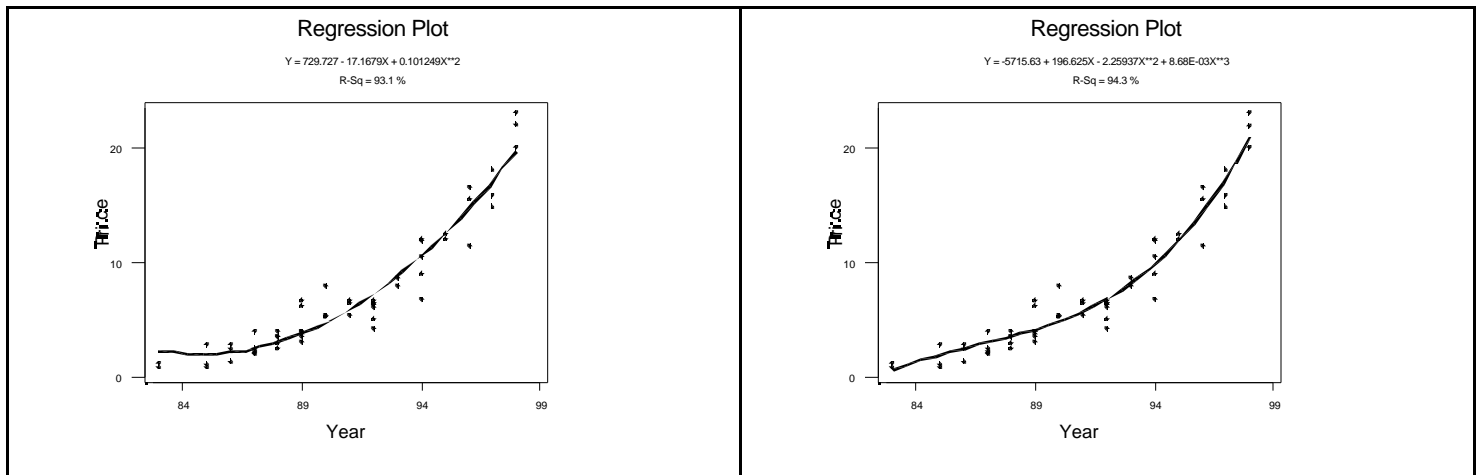 Regression Plot
Y = 729.727 - 17.1679X + 0.101249X**2
R-Sq = 93.1 %
20
10
0
84
89
94
99
Year
Regression Plot
Y = -5715.63 + 196.625X - 2.25937X**2 + 8.68E-03X**3
R-Sq = 94.3 %
20
10
0
84
89
94
99
Year